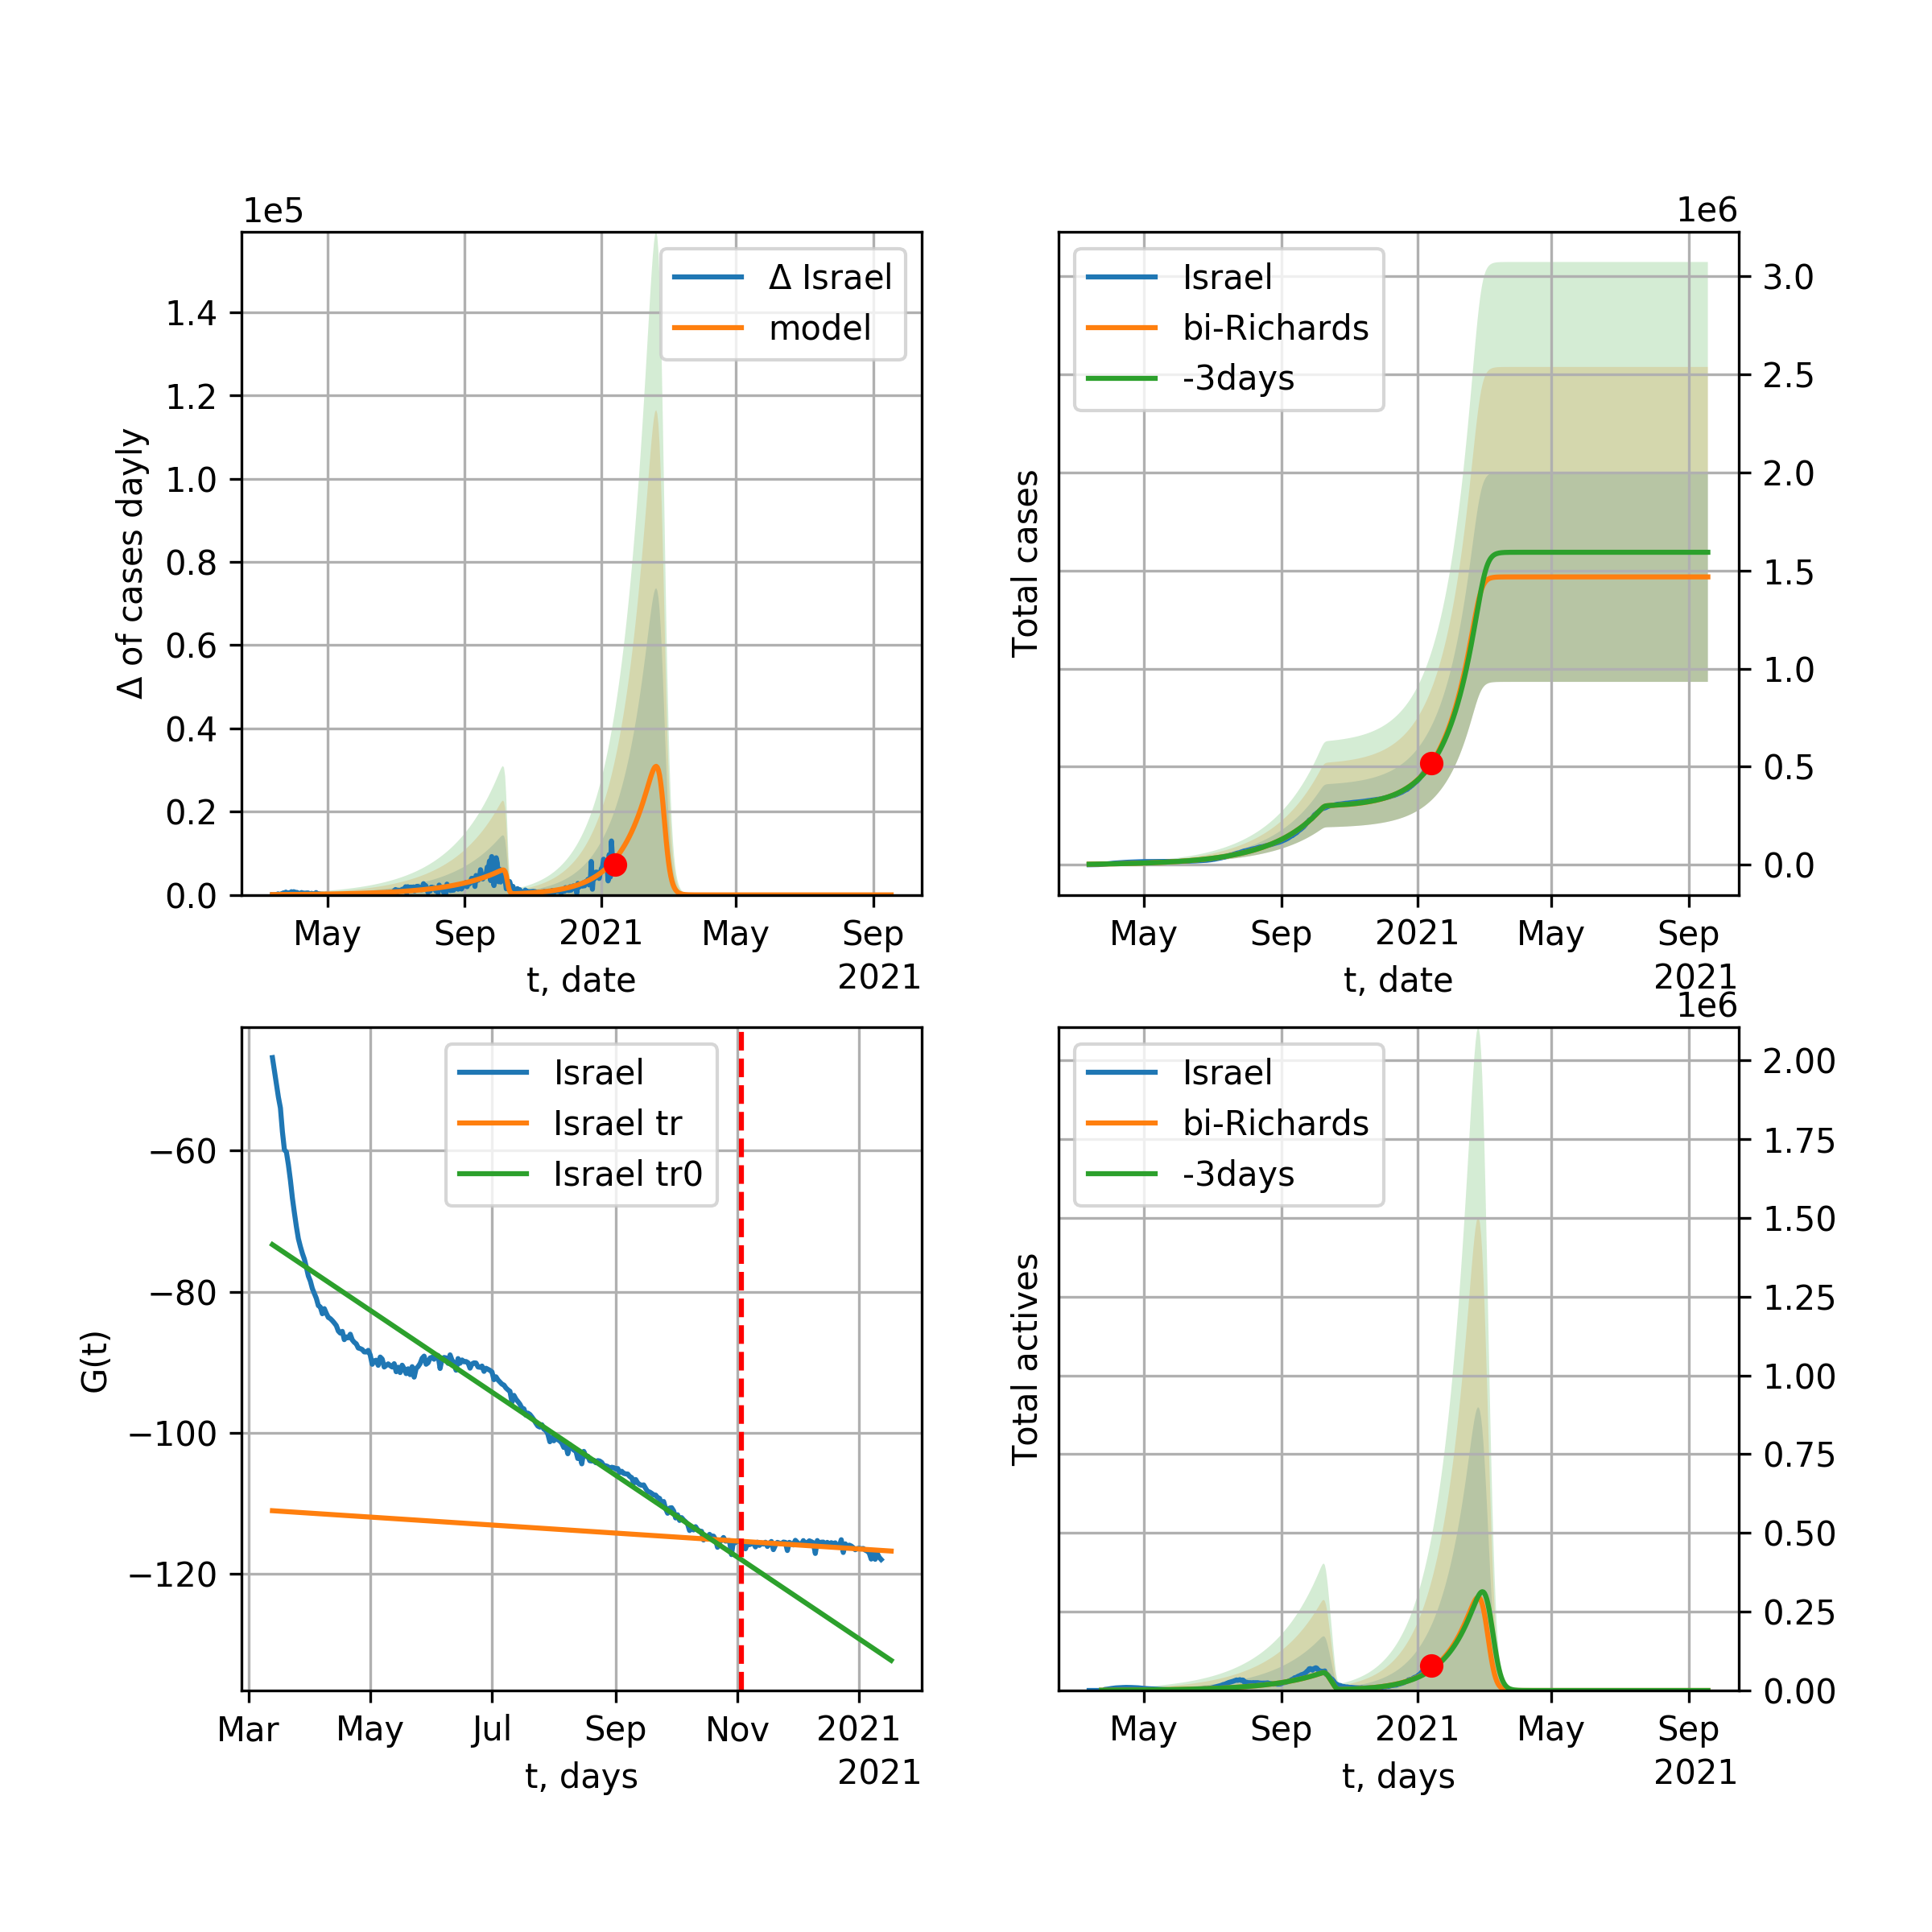 1e5
Δ of cases dayly
1.4
1.2
1.0
0.8
0.6
0.4
0.2
0.0
Δ Israel
model
May Sep 2021 May Sep
2021
t, date
1e6
Total cases
Israel
bi-Richards
-3days
3.0
2.5
2.0
1.5
1.0
0.5
0.0
May Sep 2021 May Sep
2021
t, date
G(t)
−60
−80
−100
−120
Israel
Israel tr
Israel tr0
Mar May Jul Sep Nov 2021
2021
t, days
1e6
Total actives
Israel
bi-Richards
-3days
2.00
1.75
1.50
1.25
1.00
0.75
0.50
0.25
0.00
May Sep 2021 May Sep
2021
t, days